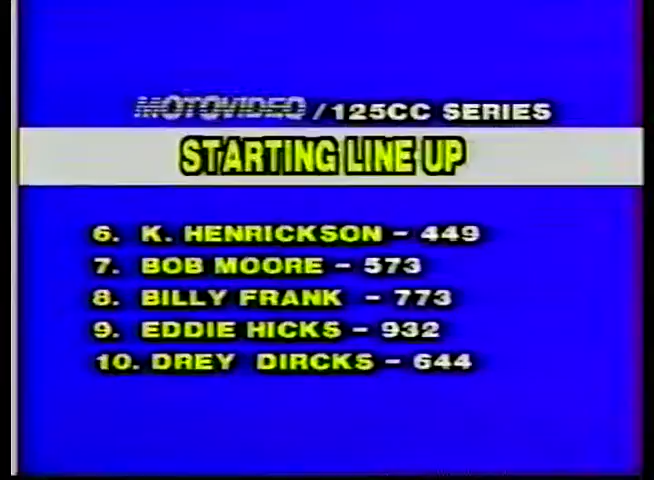 MOTOVIDEO /125CC SERIES
STARTING LINE UP
6. K. HENRICKSON - 449
7. BOB MOORE - 573
8. BILLY FRANK - 773
9. EDDIE HICKS - 932
10. DREY DIRCKS - 644